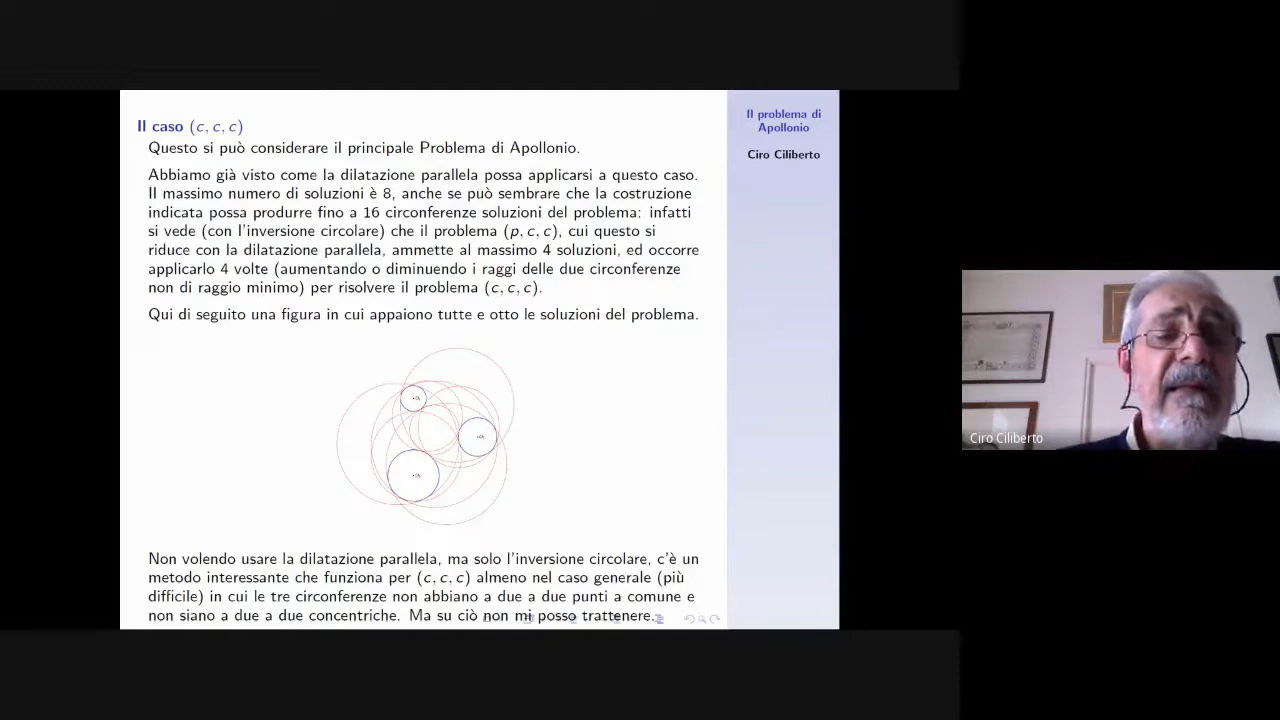 Il caso (c, c, c)
Questo si può considerare il principale Problema di Apollonio.
Abbiamo già visto come la dilatazione parallela possa applicarsi a questo caso.
Il massimo numero di soluzioni è 8, anche se può sembrare che la costruzione
indicata possa produrre fino a 16 circonferenze soluzioni del problema: infatti
si vede (con l'inversione circolare) che il problema (p, c, c), cui questo si
riduce con la dilatazione parallela, ammette al massimo 4 soluzioni, ed occorre
applicarlo 4 volte (aumentando o diminuendo i raggi delle due circonferenze
non di raggio minimo) per risolvere il problema (c, c, c).
Qui di seguito una figura in cui appaiono tutte e otto le soluzioni del problema.
Non volendo usare la dilatazione parallela, ma solo l'inversione circolare, c'è un
metodo interessante che funziona per (c, c, c) almeno nel caso generale (più
difficile) in cui le tre circonferenze non abbiano a due a due punti a comune e
non siano a due a due concentriche. Ma su ciò non mi posso trattenere.
Il problema di
Apollonio
Ciro Ciliberto
Ciro Ciliberto